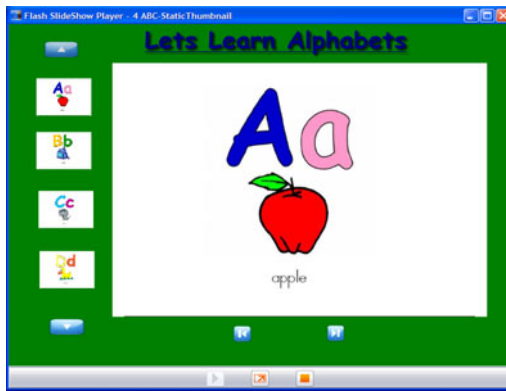 Flash SlideShow Player - 4 ABC-StaticThumbnail
Lets Learn Alphabets
Aa
Bb
Cc
Dd
Aa
apple